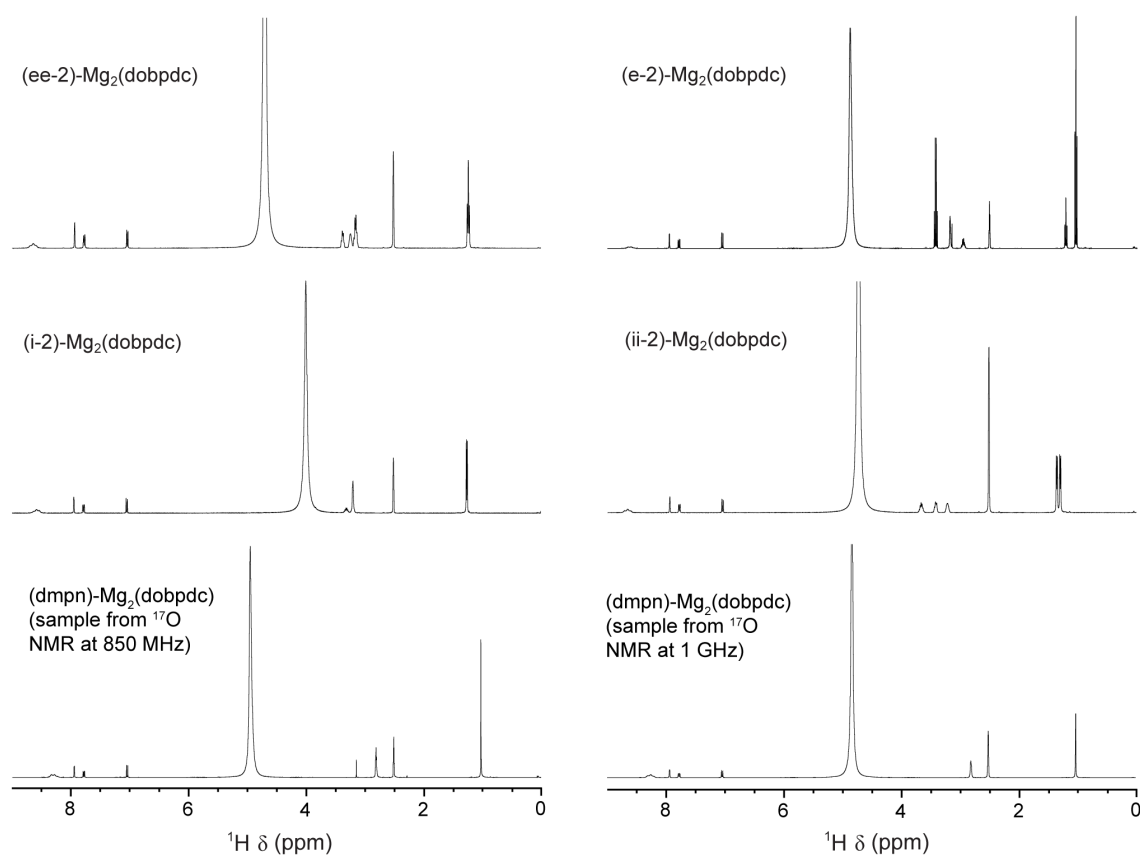 (ee-2)-Mg₂(dobpdc)
(e-2)-Mg₂(dobpdc)
(i-2)-Mg₂(dobpdc)
(ii-2)-Mg₂(dobpdc)
(dmpn)-Mg₂(dobpdc)
(sample from ¹⁷O
NMR at 850 MHz)
(dmpn)-Mg₂(dobpdc)
(sample from ¹⁷O
NMR at 1 GHz)
8 6 4 2 0
¹H δ (ppm)
8 6 4 2 0
¹H δ (ppm)